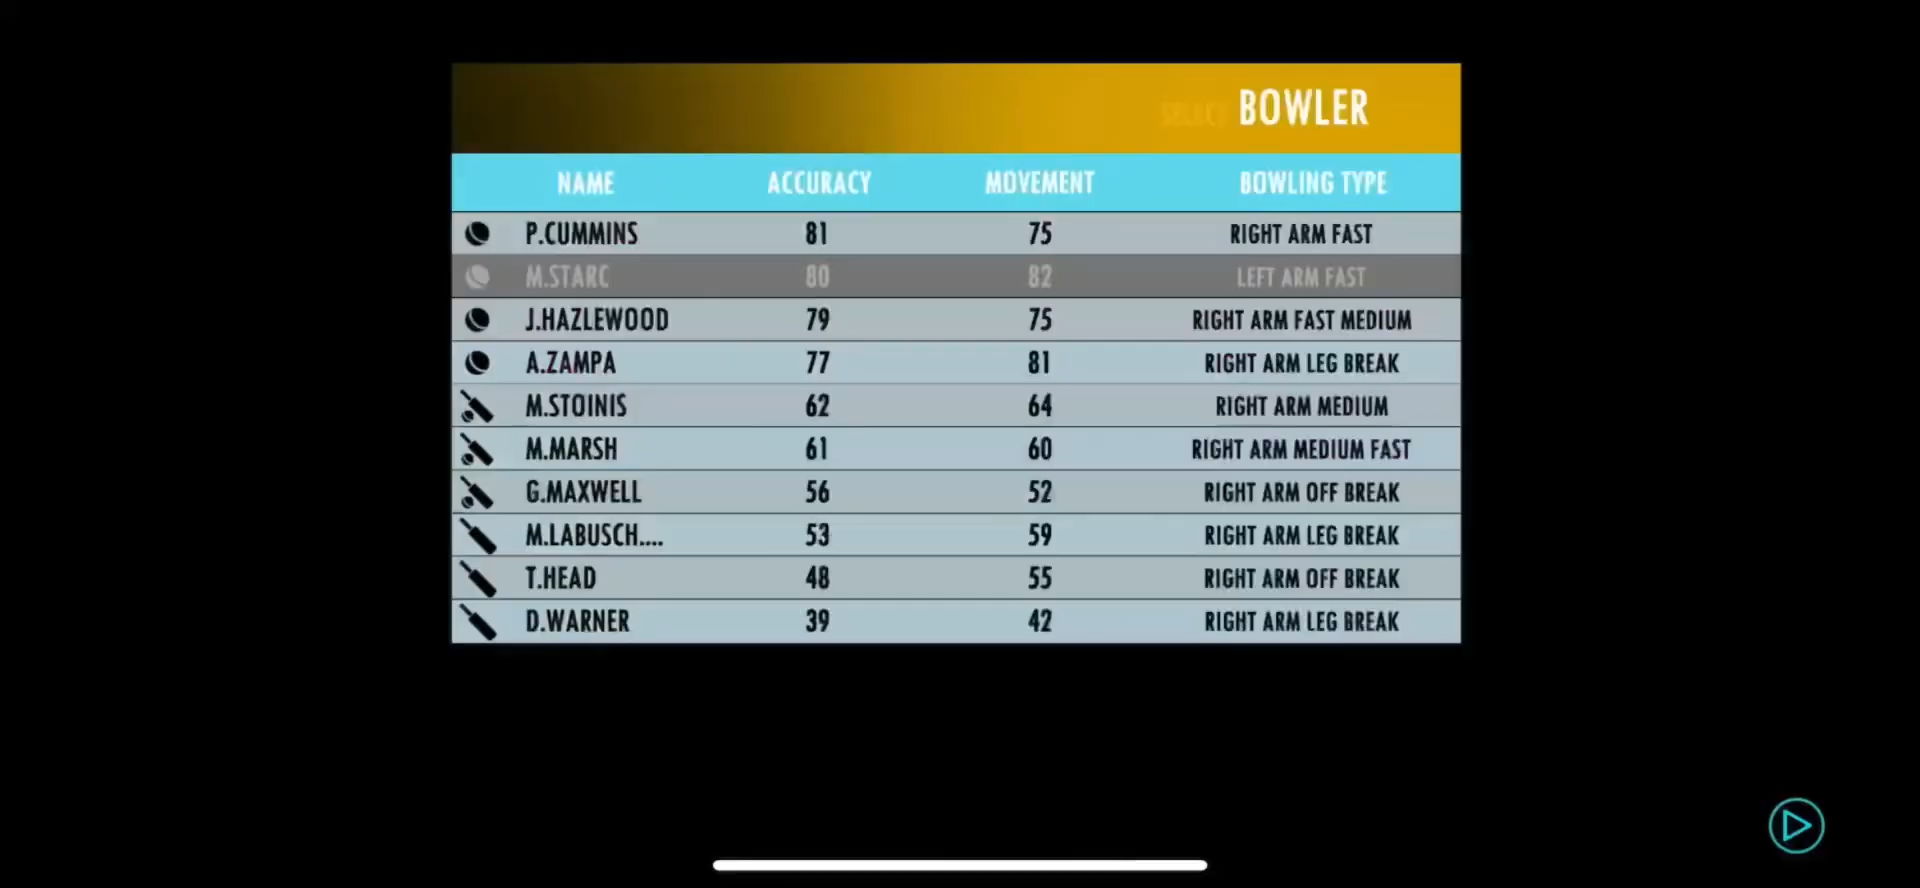 SELECT BOWLER
NAME ACCURACY MOVEMENT BOWLING TYPE
P.CUMMINS 81 75 RIGHT ARM FAST
M.STARC 80 82 LEFT ARM FAST
J.HAZLEWOOD 79 75 RIGHT ARM FAST MEDIUM
A.ZAMPA 77 81 RIGHT ARM LEG BREAK
M.STOINIS 62 64 RIGHT ARM MEDIUM
M.MARSH 61 60 RIGHT ARM MEDIUM FAST
G.MAXWELL 56 52 RIGHT ARM OFF BREAK
M.LABUSCH.... 53 59 RIGHT ARM LEG BREAK
T.HEAD 48 55 RIGHT ARM OFF BREAK
D.WARNER 39 42 RIGHT ARM LEG BREAK